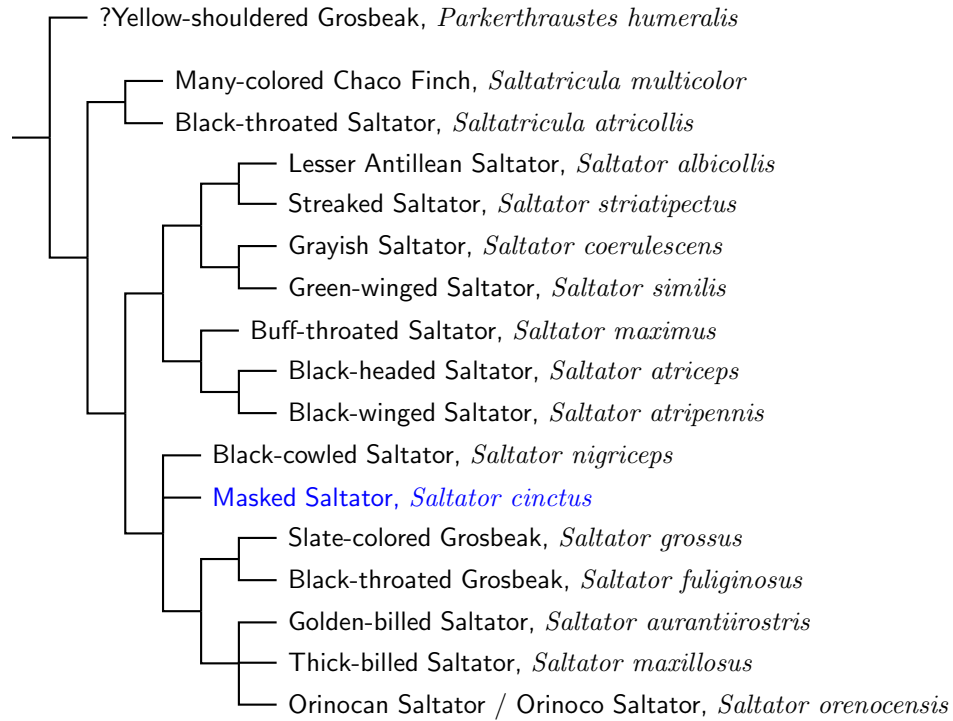 ?Yellow-shouldered Grosbeak, Parkerthraustes humeralis
Many-colored Chaco Finch, Saltatricula multicolor
Black-throated Saltator, Saltatricula atricollis
Lesser Antillean Saltator, Saltator albicollis
Streaked Saltator, Saltator striatipectus
Grayish Saltator, Saltator coerulescens
Green-winged Saltator, Saltator similis
Buff-throated Saltator, Saltator maximus
Black-headed Saltator, Saltator atriceps
Black-winged Saltator, Saltator atripennis
Black-cowled Saltator, Saltator nigriceps
Masked Saltator, Saltator cinctus
Slate-colored Grosbeak, Saltator grossus
Black-throated Grosbeak, Saltator fuliginosus
Golden-billed Saltator, Saltator aurantiirostris
Thick-billed Saltator, Saltator maxillosus
Orinocan Saltator / Orinoco Saltator, Saltator orenocensis